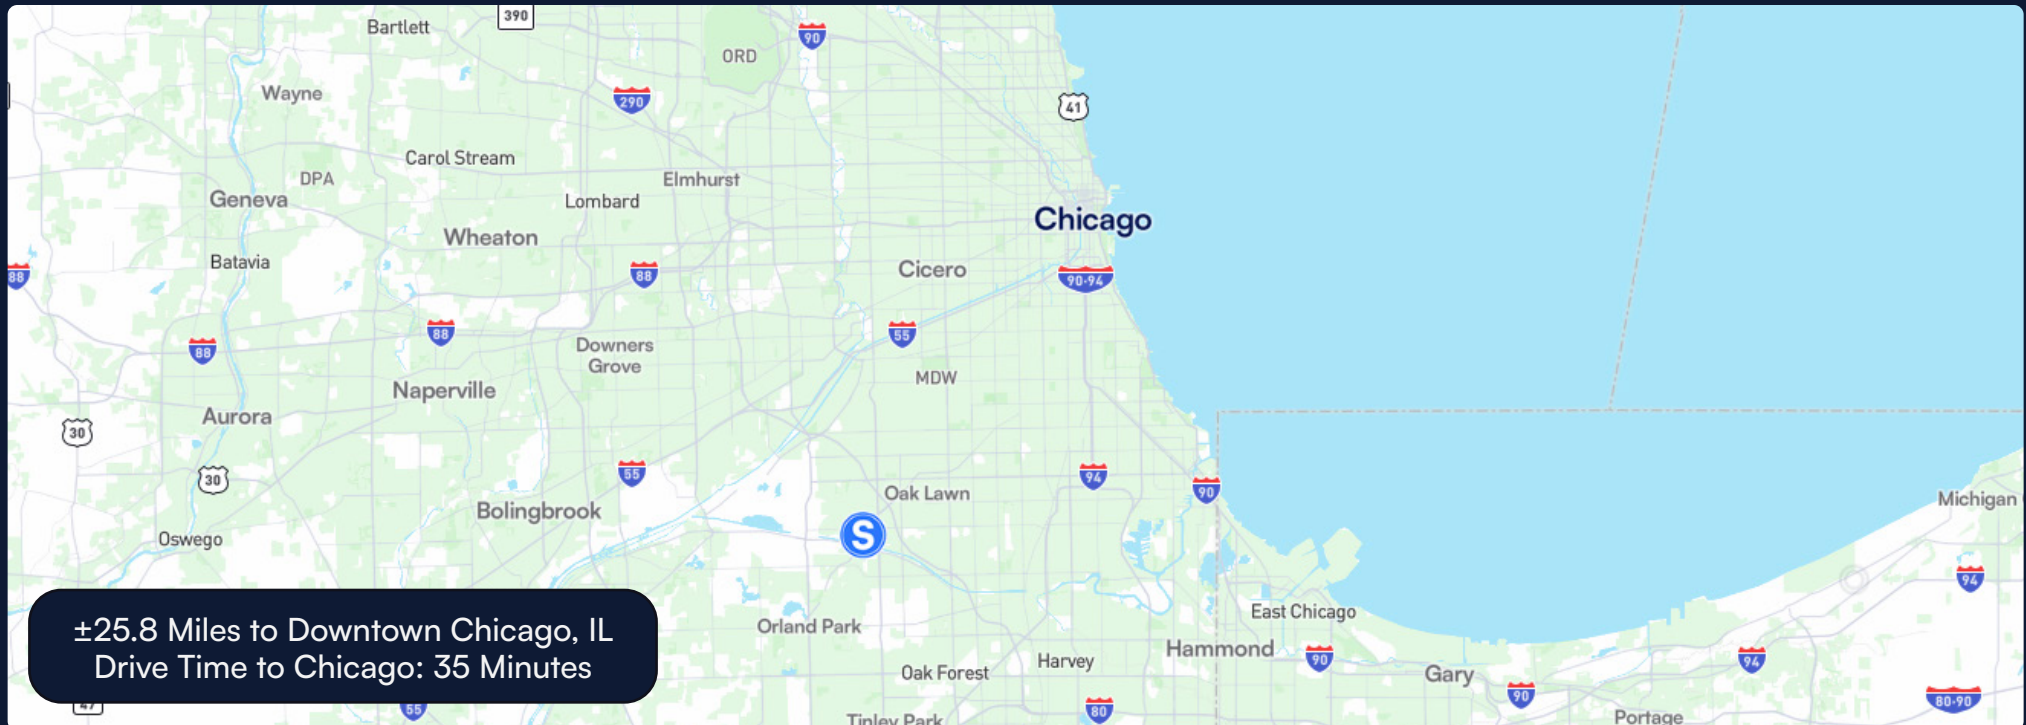 390
Bartlett
90
ORD
Wayne
290
41
Carol Stream
DPA
Elmhurst
Geneva
Lombard
Chicago
Wheaton
Batavia
88
88
Cicero
90-94
88
55
88
Downers
Grove
MDW
Naperville
Aurora
30
30
55
94
90
Oak Lawn
Michigan
Bolingbrook
S
Oswego
94
East Chicago
±25.8 Miles to Downtown Chicago, IL
Drive Time to Chicago: 35 Minutes
Orland Park
Hammond
90
94
Harvey
Oak Forest
Gary
90
80-90
47
55
80
Tinley Park
Portage